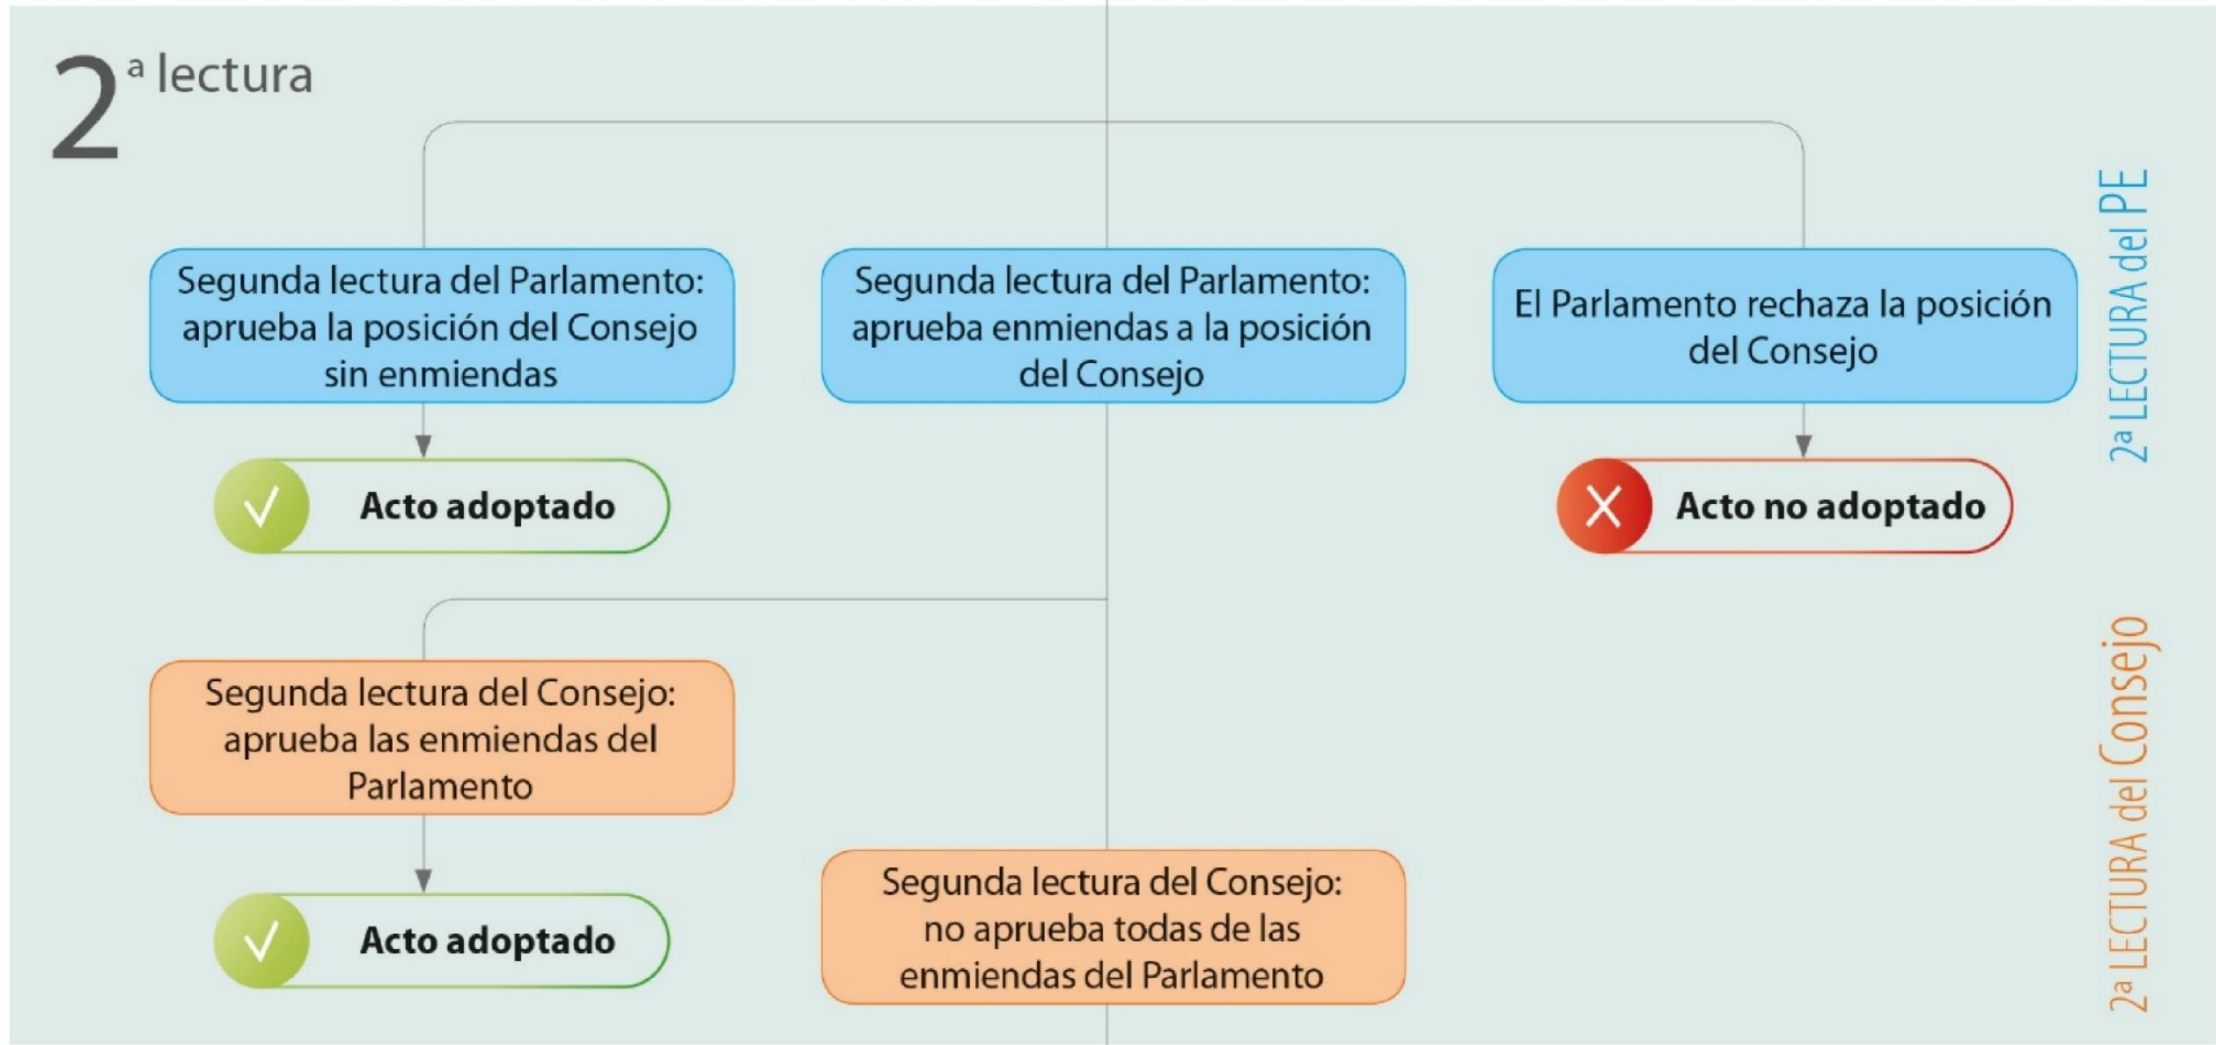 2ª lectura
Segunda lectura del Parlamento:
aprueba la posición del Consejo
sin enmiendas
Segunda lectura del Parlamento:
aprueba enmiendas a la posición
del Consejo
El Parlamento rechaza la posición
del Consejo
2ª LECTURA del PE
Acto adoptado
Acto no adoptado
Segunda lectura del Consejo:
aprueba las enmiendas del
Parlamento
Acto adoptado
Segunda lectura del Consejo:
no aprueba todas de las
enmiendas del Parlamento
2ª LECTURA del Consejo